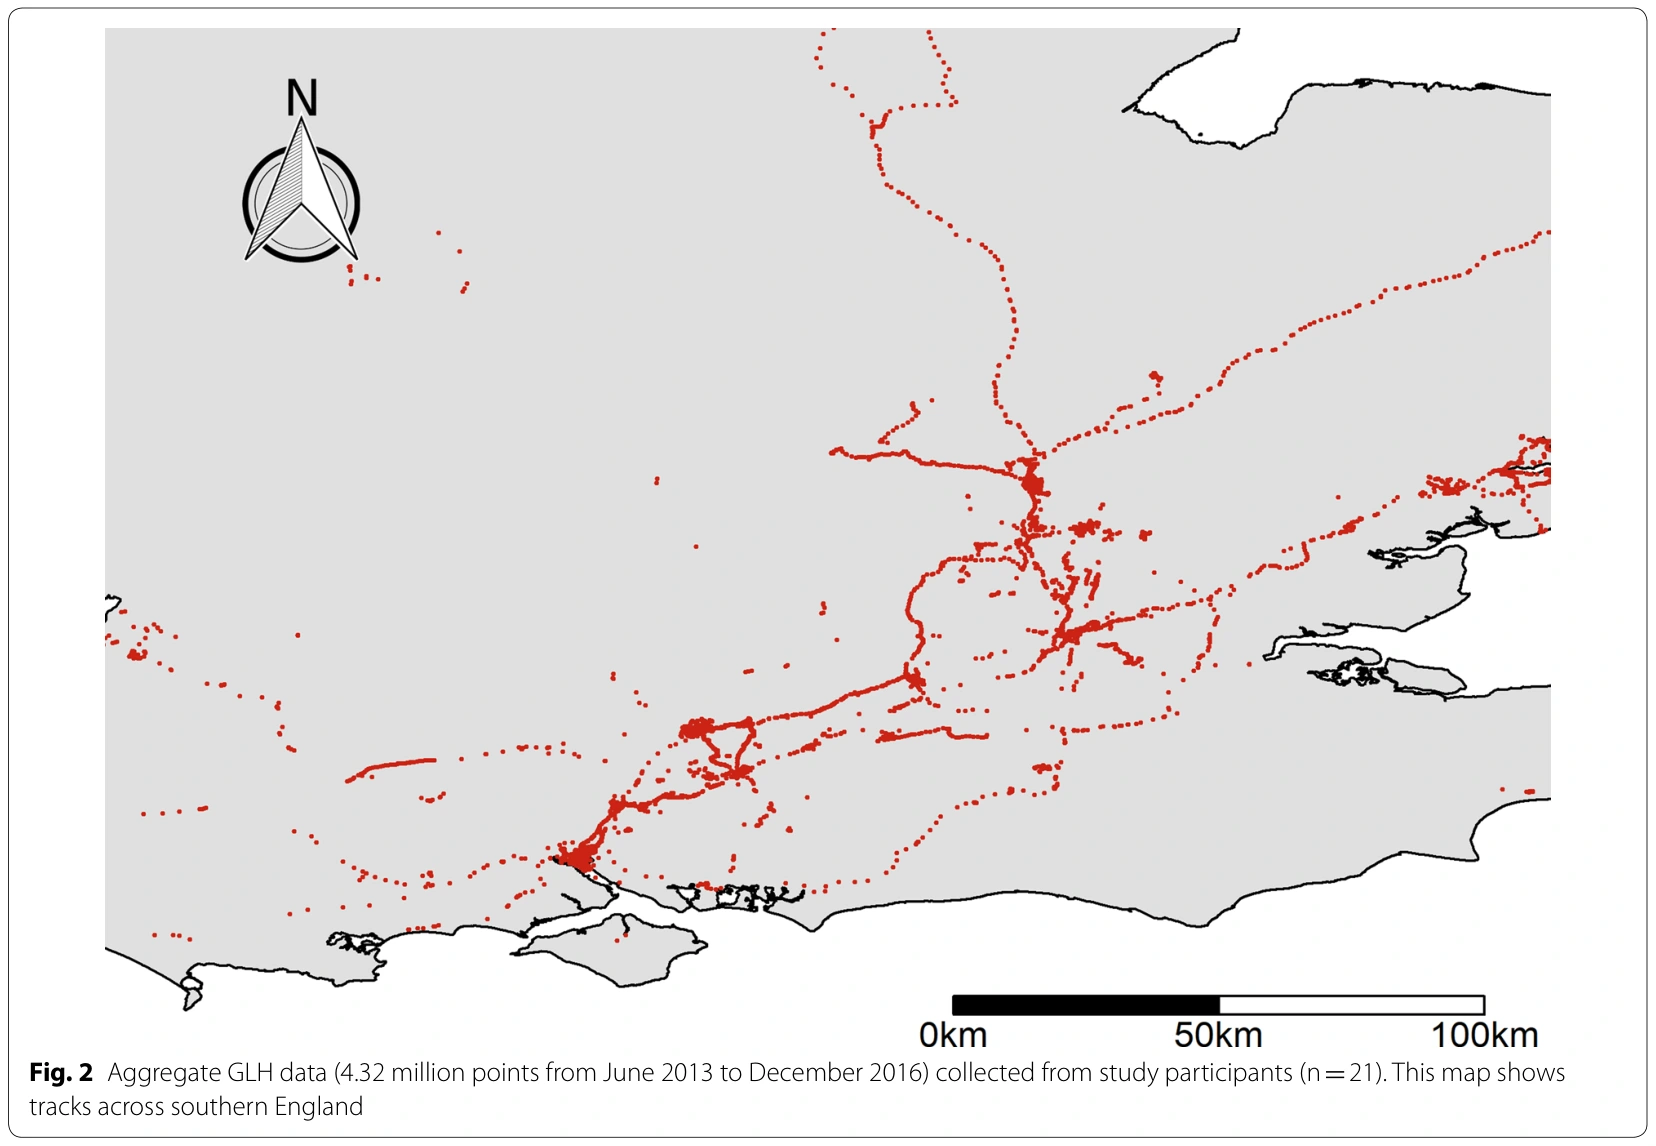 N
0km 50km 100km
Fig. 2 Aggregate GLH data (4.32 million points from June 2013 to December 2016) collected from study participants (n = 21). This map shows
tracks across southern England